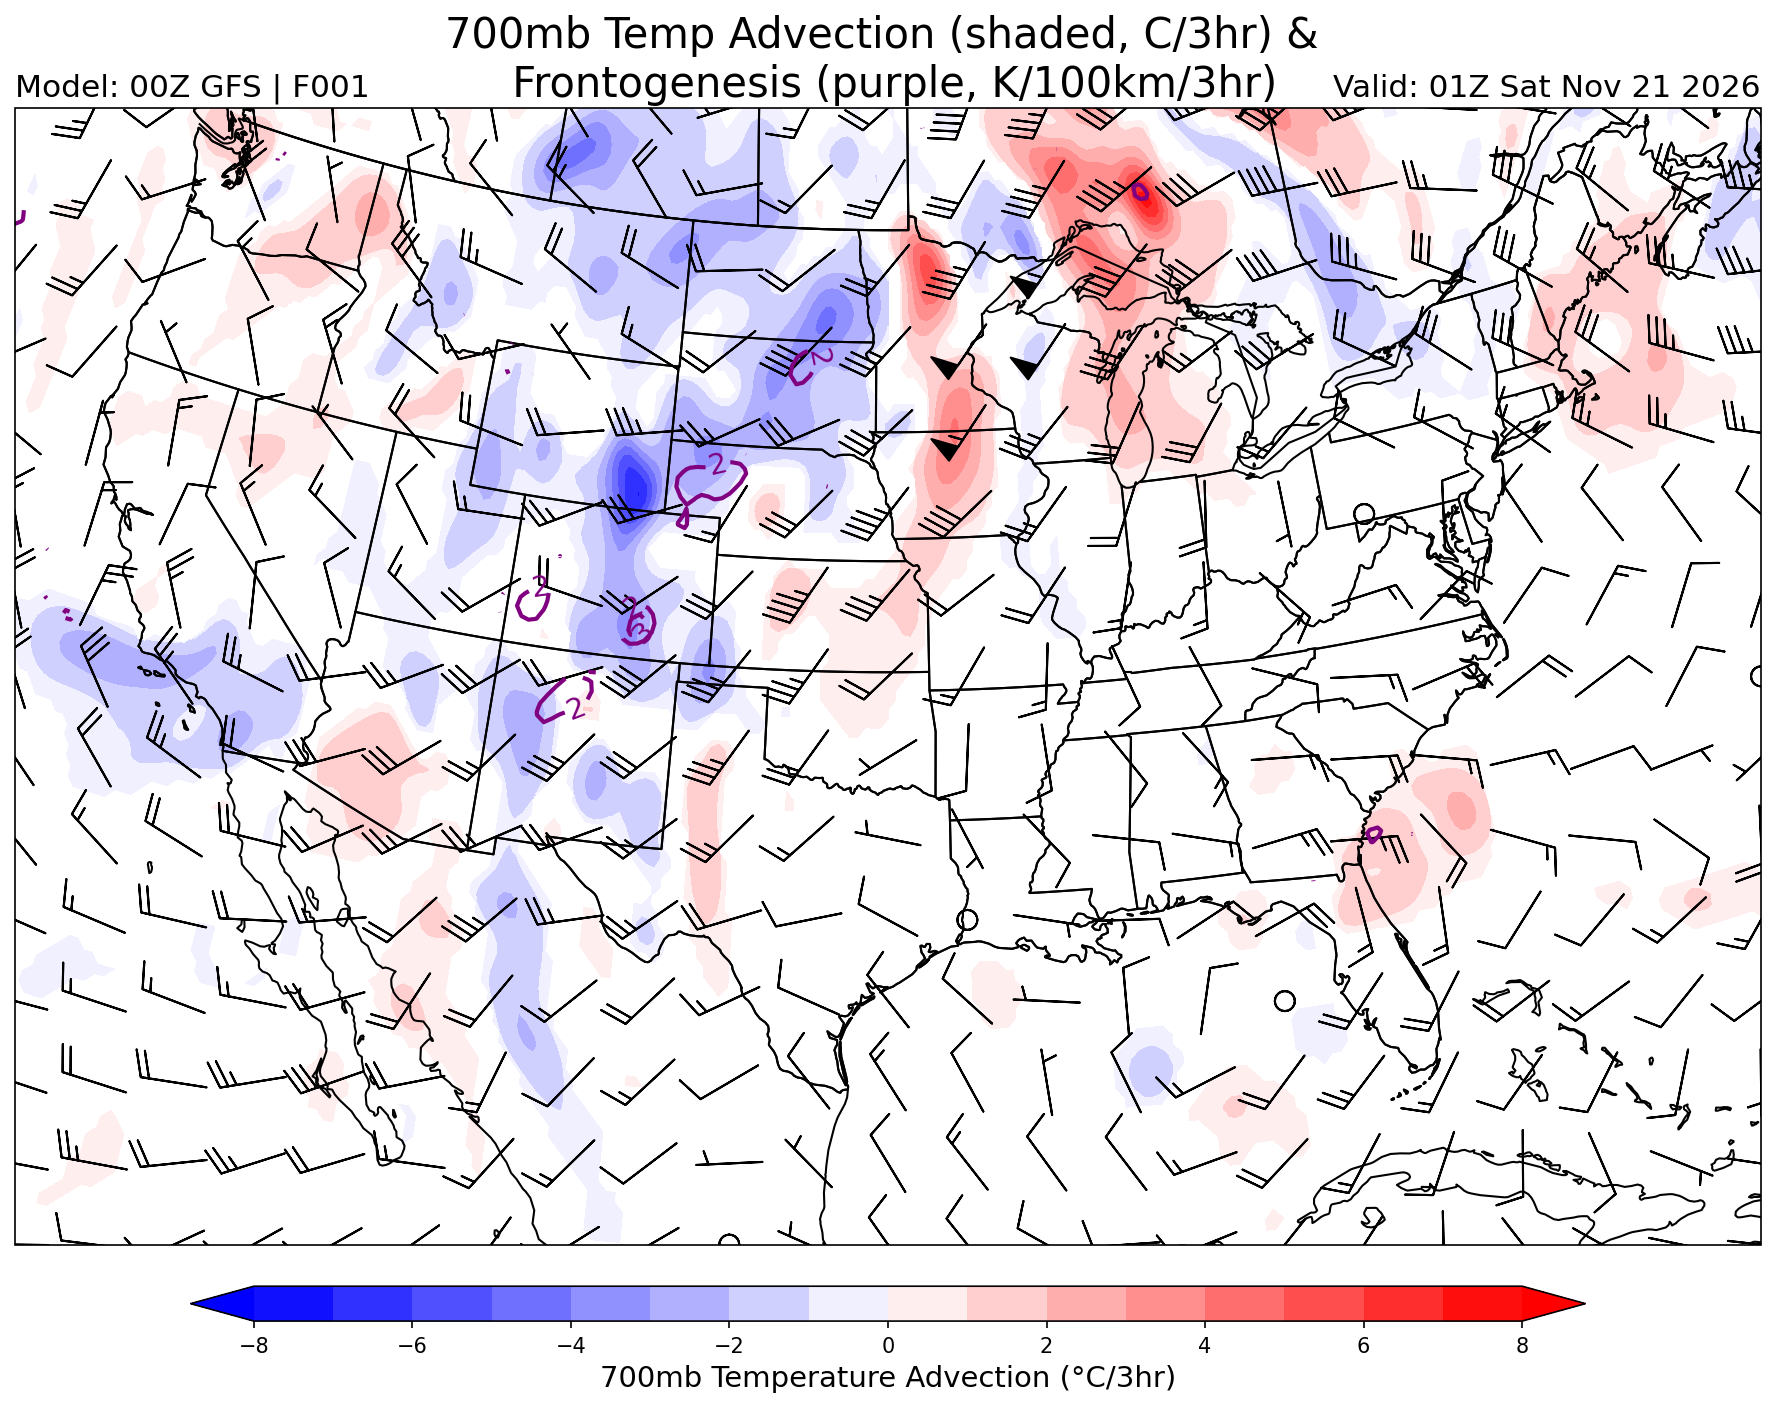 700mb Temp Advection (shaded, C/3hr) &
Model: 00Z GFS | F001 Frontogenesis (purple, K/100km/3hr) Valid: 01Z Sat Nov 21 2026
2
2
2
2
3
2
−8 −6 −4 −2 0 2 4 6 8
700mb Temperature Advection (°C/3hr)